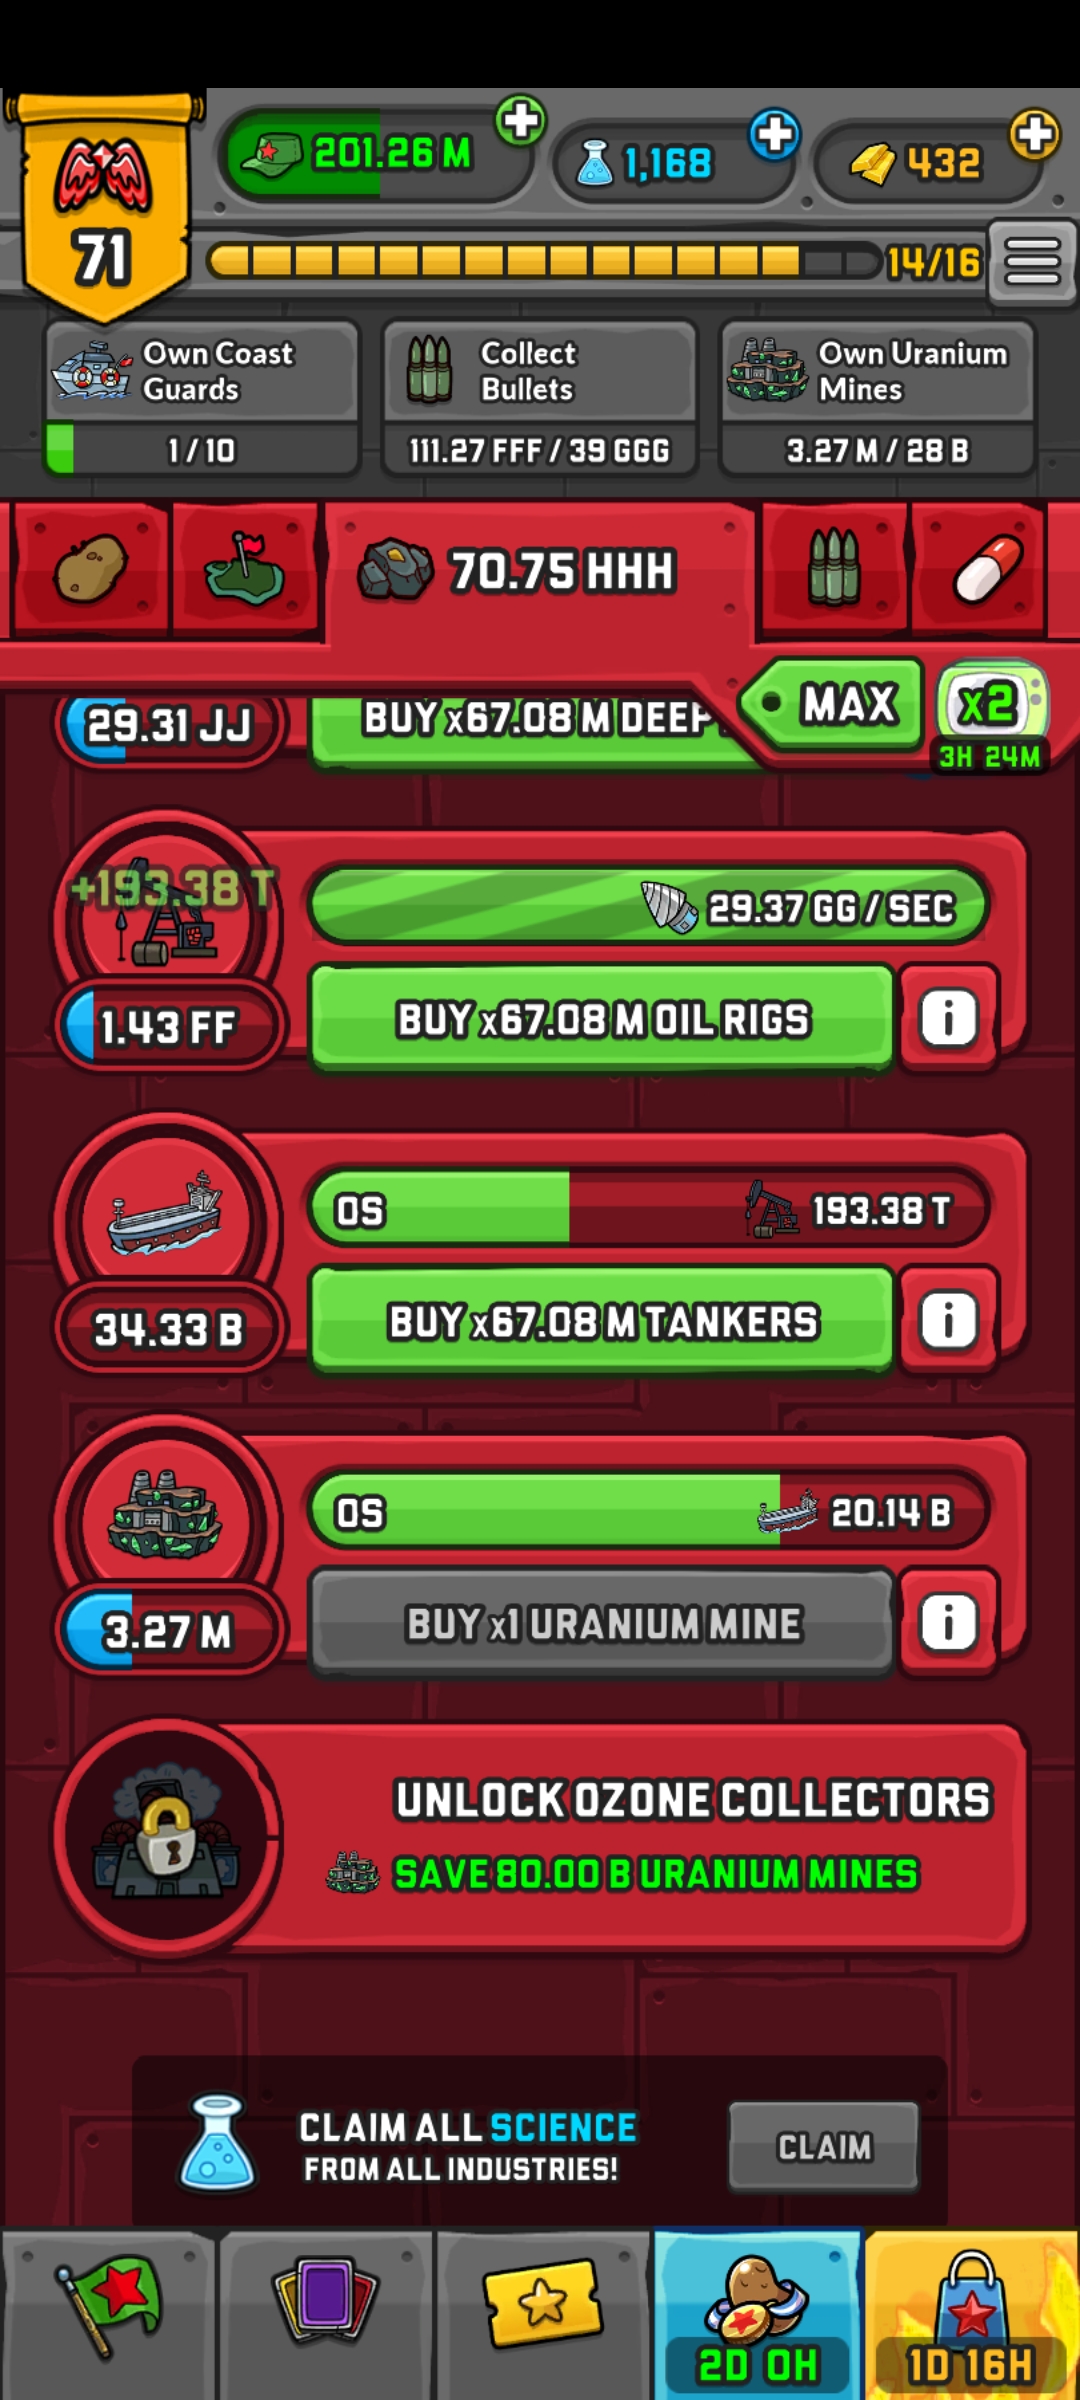 201.26 M
1,168
432
71
14/16
Own Coast
Guards
1 / 10
Collect
Bullets
111.27 FFF / 39 GGG
Own Uranium
Mines
3.27 M / 28 B
70.75 HHH
MAX
x2
3H 24M
29.31 JJ
BUY x67.08 M DEEP
+193.38 T
29.37 GG / SEC
1.43 FF
BUY x67.08 M OIL RIGS
0S
193.38 T
34.33 B
BUY x67.08 M TANKERS
0S
20.14 B
3.27 M
BUY x1 URANIUM MINE
UNLOCK OZONE COLLECTORS
SAVE 80.00 B URANIUM MINES
CLAIM ALL SCIENCE
FROM ALL INDUSTRIES!
CLAIM
2D 0H
1D 16H